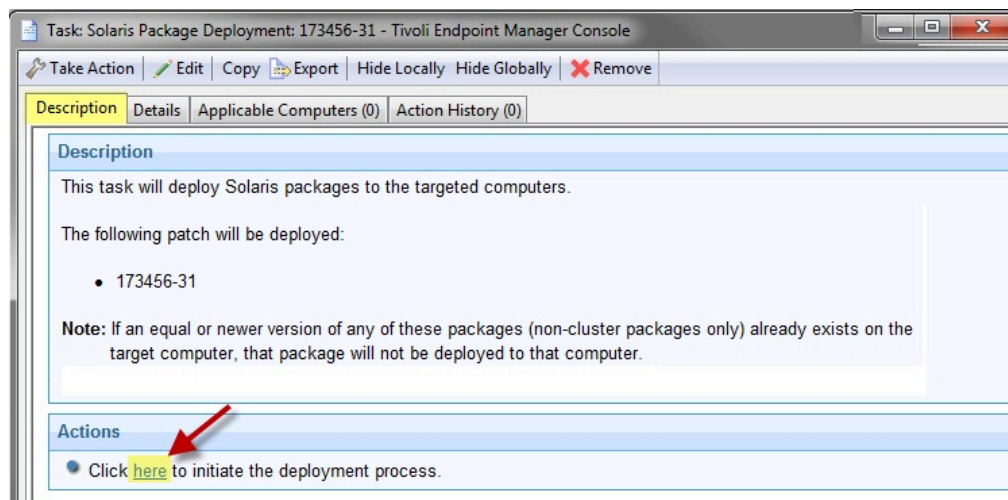 Task: Solaris Package Deployment: 173456-31 - Tivoli Endpoint Manager Console
Take Action Edit Copy Export Hide Locally Hide Globally Remove
Description Details Applicable Computers (0) Action History (0)
Description
This task will deploy Solaris packages to the targeted computers.
The following patch will be deployed:
• 173456-31
Note: If an equal or newer version of any of these packages (non-cluster packages only) already exists on the
target computer, that package will not be deployed to that computer.
Actions
Click here to initiate the deployment process.